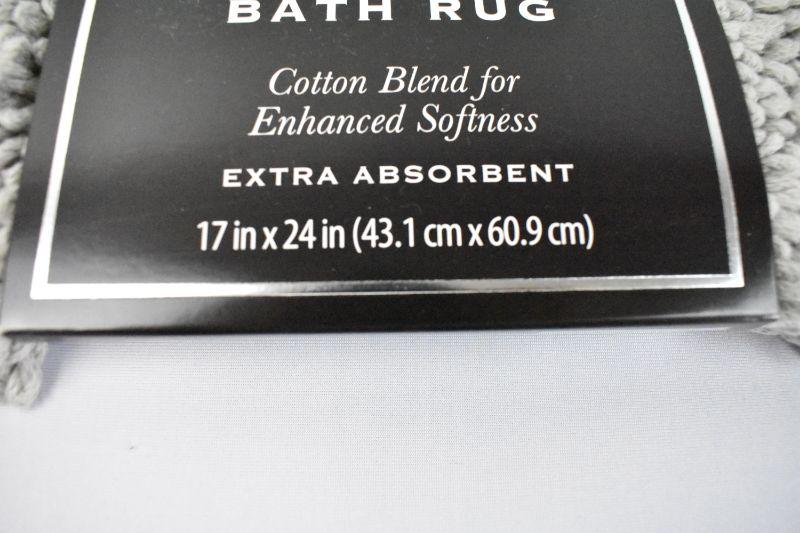 BATH RUG
Cotton Blend for
Enhanced Softness
EXTRA ABSORBENT
17 in x 24 in (43.1 cm x 60.9 cm)